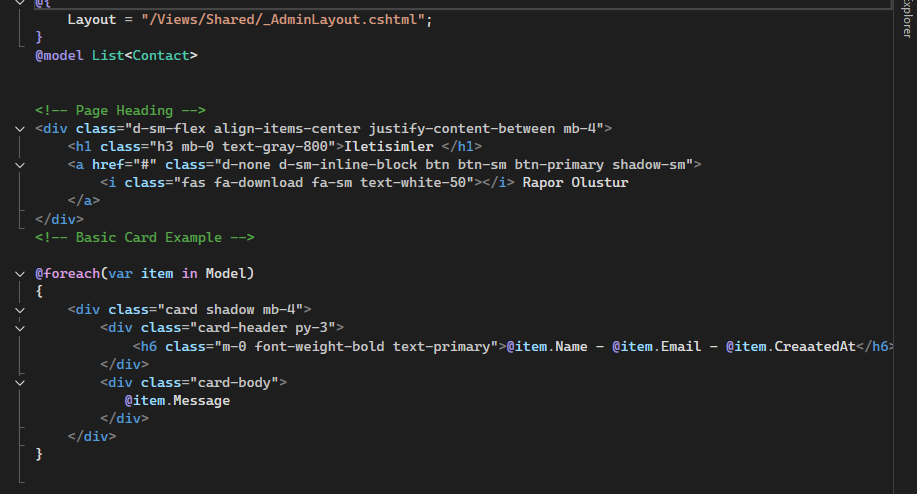 @{
Layout = "/Views/Shared/_AdminLayout.cshtml";
}
@model List<Contact>
<!-- Page Heading -->
<div class="d-sm-flex align-items-center justify-content-between mb-4">
<h1 class="h3 mb-0 text-gray-800">Iletisimler </h1>
<a href="#" class="d-none d-sm-inline-block btn btn-sm btn-primary shadow-sm">
<i class="fas fa-download fa-sm text-white-50"></i> Rapor Olustur
</a>
</div>
<!-- Basic Card Example -->
@foreach(var item in Model)
{
<div class="card shadow mb-4">
<div class="card-header py-3">
<h6 class="m-0 font-weight-bold text-primary">@item.Name - @item.Email - @item.CreaatedAt</h6>
</div>
<div class="card-body">
@item.Message
</div>
</div>
}
Explorer